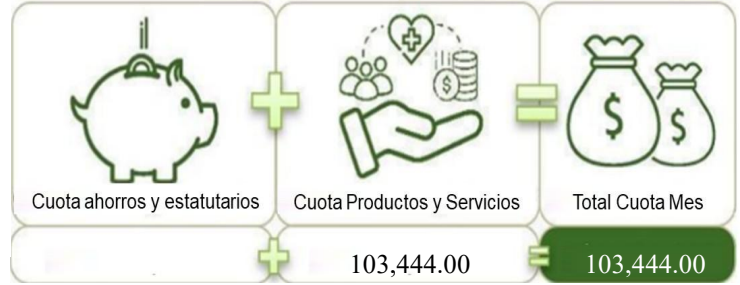 $
$ $
Cuota ahorros y estatutarios + Cuota Productos y Servicios = Total Cuota Mes
+ 103,444.00 = 103,444.00